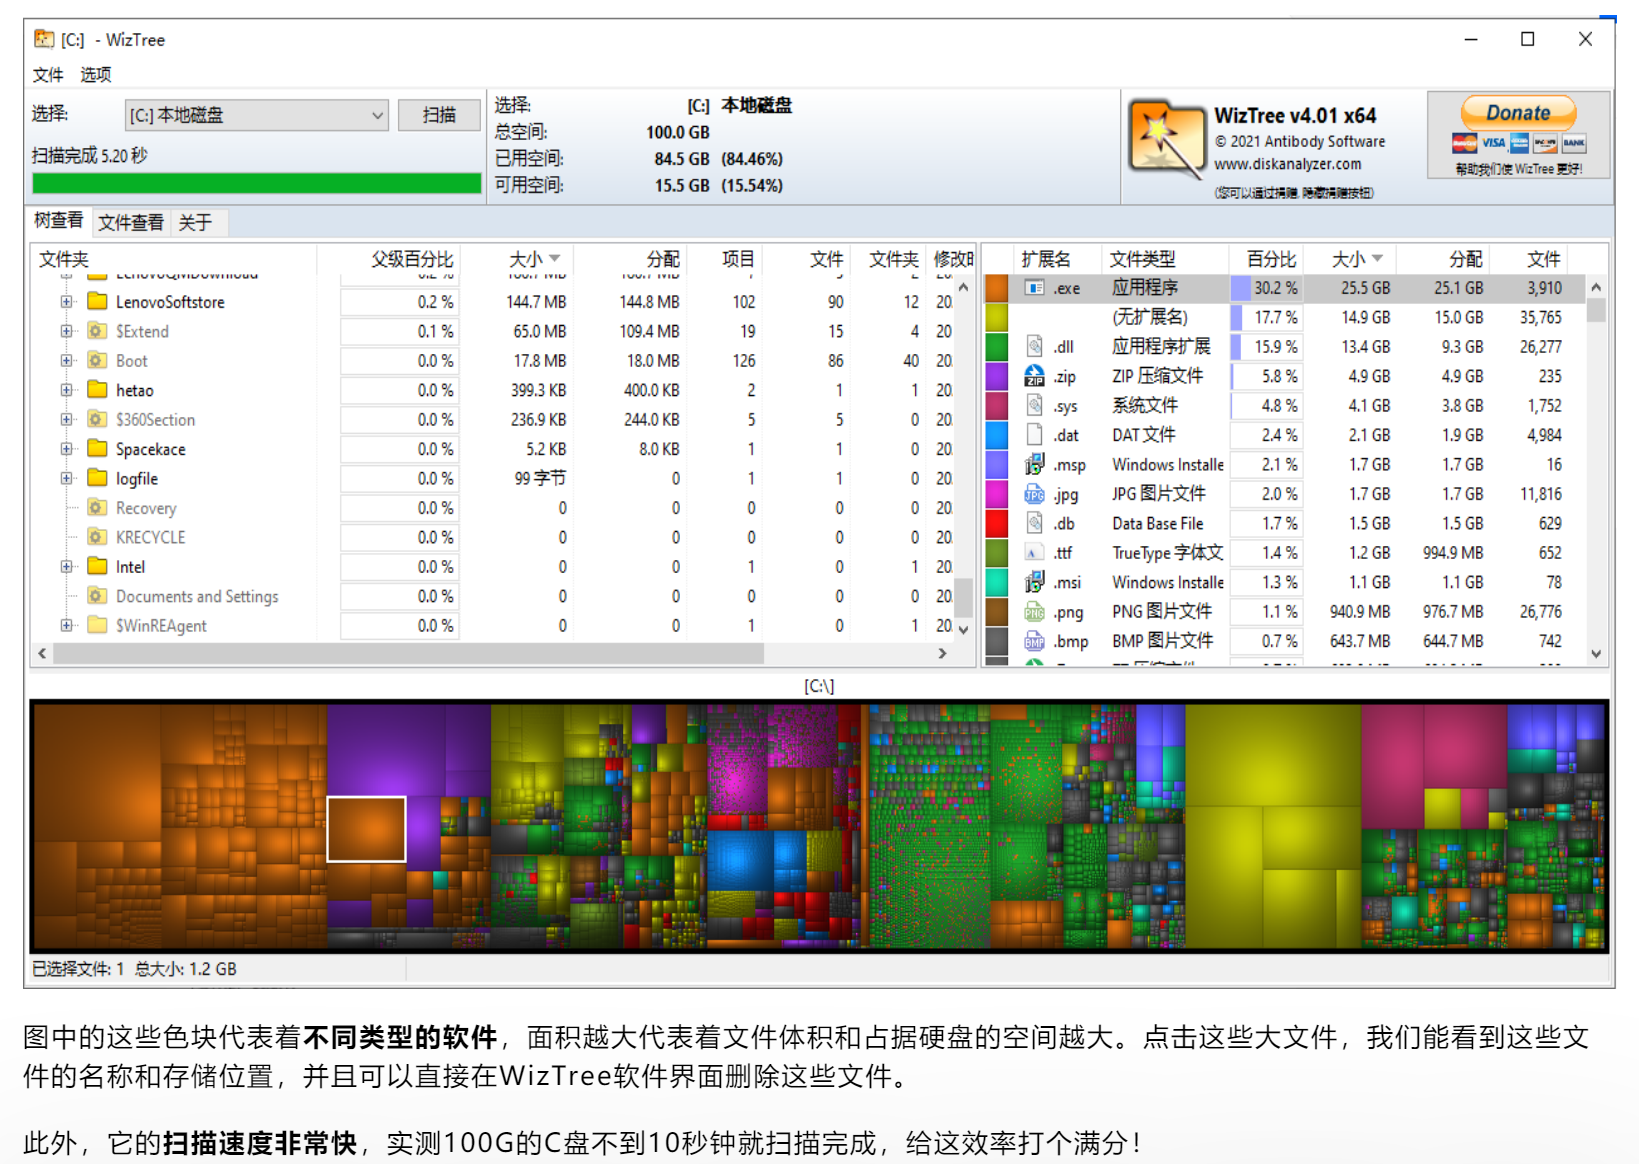 [C:] - WizTree
文件 选项
选择: [C:] 本地磁盘 扫描
扫描完成 5.20 秒
选择: [C:] 本地磁盘
总空间: 100.0 GB
已用空间: 84.5 GB (84.46%)
可用空间: 15.5 GB (15.54%)
WizTree v4.01 x64
© 2021 Antibody Software
www.diskanalyzer.com
(您可以通过捐赠, 隐藏捐赠按钮)
Donate
VISA BANK
帮助我们使 WizTree 更好!
树查看 文件查看 关于
文件夹 父级百分比 大小 分配 项目 文件 文件夹 修改时
LenovoSoftstore 0.2 % 144.7 MB 144.8 MB 102 90 12 20
$Extend 0.1 % 65.0 MB 109.4 MB 19 15 4 20
Boot 0.0 % 17.8 MB 18.0 MB 126 86 40 20
hetao 0.0 % 399.3 KB 400.0 KB 2 1 1 20
$360Section 0.0 % 236.9 KB 244.0 KB 5 5 0 20
Spacekace 0.0 % 5.2 KB 8.0 KB 1 1 0 20
logfile 0.0 % 99 字节 0 1 1 0 20
Recovery 0.0 % 0 0 0 0 0 20
KRECYCLE 0.0 % 0 0 0 0 0 20
Intel 0.0 % 0 0 1 0 1 20
Documents and Settings 0.0 % 0 0 0 0 0 20
$WinREAgent 0.0 % 0 0 1 0 1 20
扩展名 文件类型 百分比 大小 分配 文件
.exe 应用程序 30.2 % 25.5 GB 25.1 GB 3,910
(无扩展名) 17.7 % 14.9 GB 15.0 GB 35,765
.dll 应用程序扩展 15.9 % 13.4 GB 9.3 GB 26,277
.zip ZIP 压缩文件 5.8 % 4.9 GB 4.9 GB 235
.sys 系统文件 4.8 % 4.1 GB 3.8 GB 1,752
.dat DAT 文件 2.4 % 2.1 GB 1.9 GB 4,984
.msp Windows Installe 2.1 % 1.7 GB 1.7 GB 16
.jpg JPG 图片文件 2.0 % 1.7 GB 1.7 GB 11,816
.db Data Base File 1.7 % 1.5 GB 1.5 GB 629
.ttf TrueType 字体文 1.4 % 1.2 GB 994.9 MB 652
.msi Windows Installe 1.3 % 1.1 GB 1.1 GB 78
.png PNG 图片文件 1.1 % 940.9 MB 976.7 MB 26,776
.bmp BMP 图片文件 0.7 % 643.7 MB 644.7 MB 742
[C:\]
已选择文件: 1 总大小: 1.2 GB
图中的这些色块代表着不同类型的软件，面积越大代表着文件体积和占据硬盘的空间越大。点击这些大文件，我们能看到这些文
件的名称和存储位置，并且可以直接在WizTree软件界面删除这些文件。
此外，它的扫描速度非常快，实测100G的C盘不到10秒钟就扫描完成，给这效率打个满分！